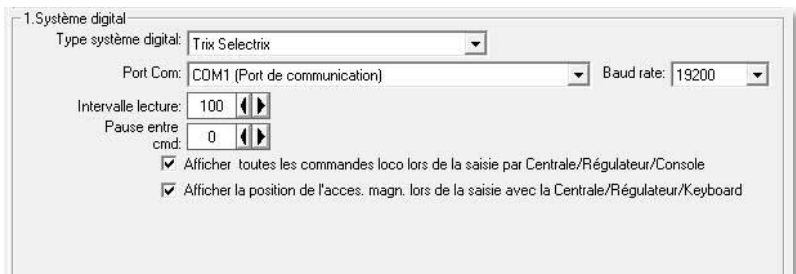 1.Système digital
Type système digital: Trix Selectrix
Port Com: COM1 (Port de communication) Baud rate: 19200
Intervalle lecture: 100
Pause entre
cmd: 0
Afficher toutes les commandes loco lors de la saisie par Centrale/Régulateur/Console
Afficher la position de l'acces. magn. lors de la saisie avec la Centrale/Régulateur/Keyboard